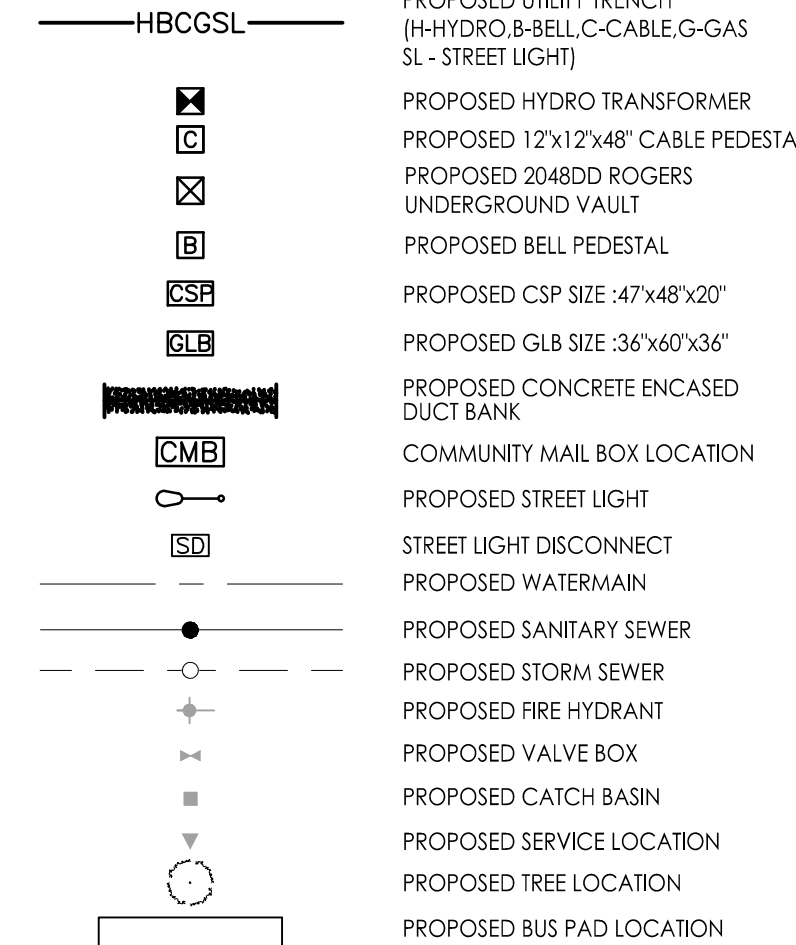 PROPOSED UTILITY TRENCH
HBCGSL
(H-HYDRO,B-BELL,C-CABLE,G-GAS
SL - STREET LIGHT)
PROPOSED HYDRO TRANSFORMER
C PROPOSED 12"x12"x48" CABLE PEDESTA
PROPOSED 2048DD ROGERS
UNDERGROUND VAULT
B PROPOSED BELL PEDESTAL
CSP PROPOSED CSP SIZE :47'x48"x20"
GLB PROPOSED GLB SIZE :36"x60"x36"
PROPOSED CONCRETE ENCASED
DUCT BANK
CMB COMMUNITY MAIL BOX LOCATION
PROPOSED STREET LIGHT
SD STREET LIGHT DISCONNECT
PROPOSED WATERMAIN
PROPOSED SANITARY SEWER
PROPOSED STORM SEWER
PROPOSED FIRE HYDRANT
PROPOSED VALVE BOX
PROPOSED CATCH BASIN
PROPOSED SERVICE LOCATION
PROPOSED TREE LOCATION
PROPOSED BUS PAD LOCATION